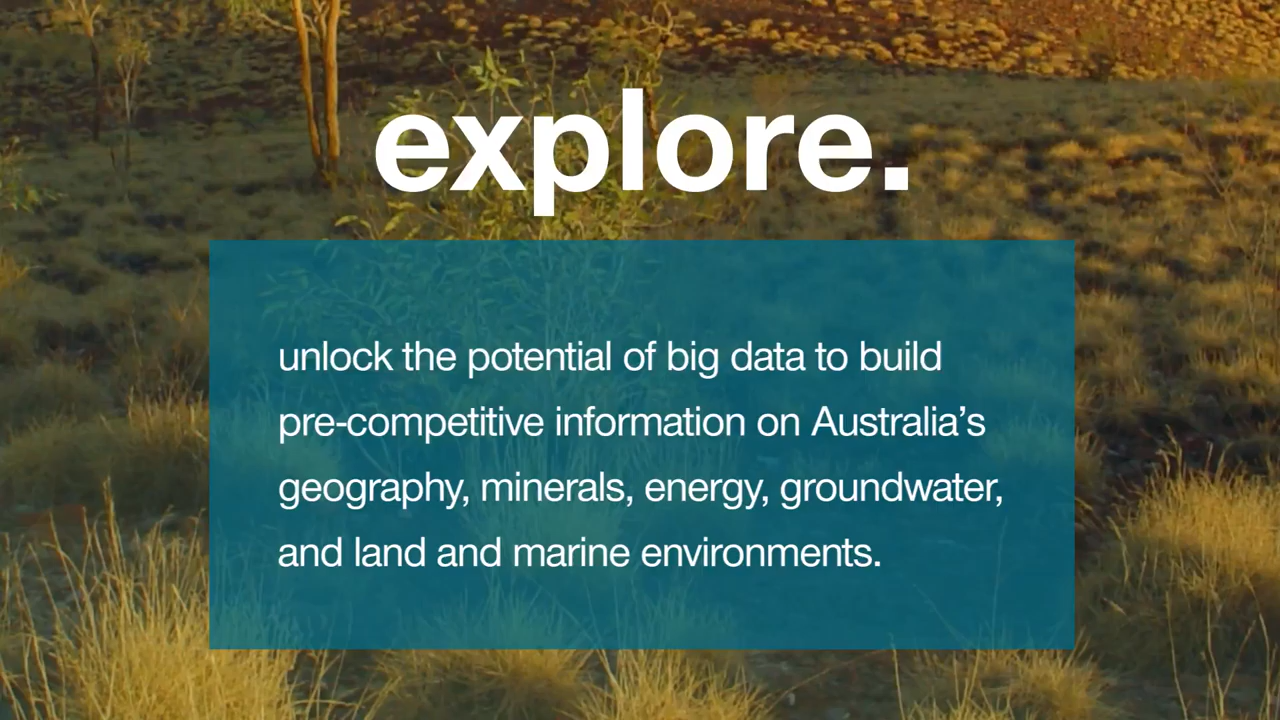 explore.
unlock the potential of big data to build
pre-competitive information on Australia’s
geography, minerals, energy, groundwater,
and land and marine environments.